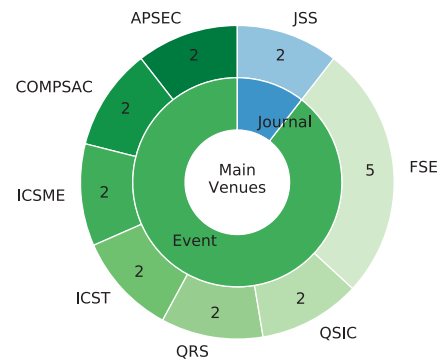 APSEC
JSS
2
2
COMPSAC
2
Journal
FSE
5
Main
Venues
ICSME
2
Event
2
2
2
ICST
QSIC
QRS